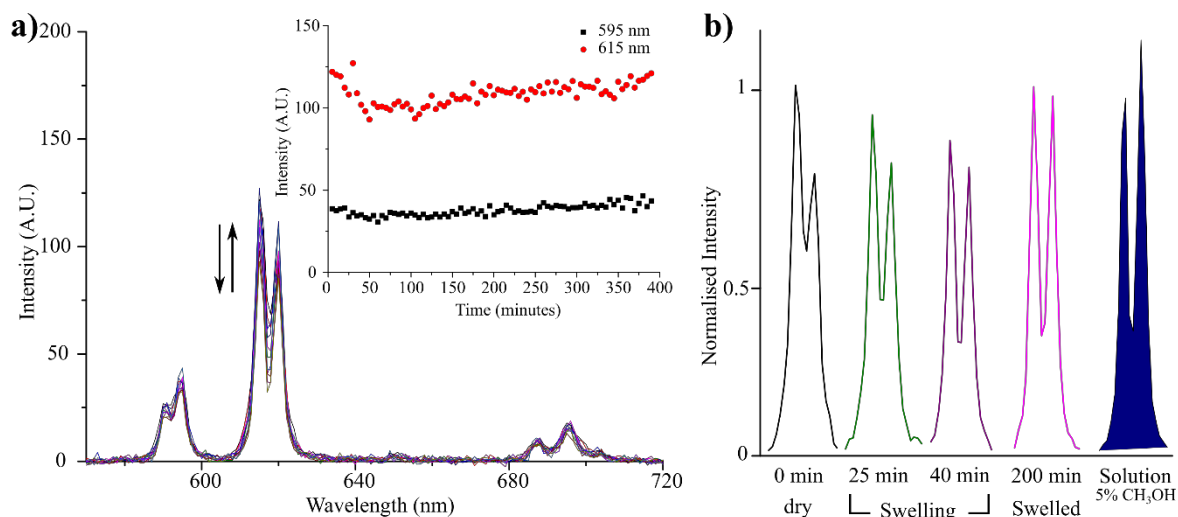 a)
200
150
100
50
0
Intensity (A.U.)
600
640
680
720
Wavelength (nm)
150
100
50
0
Intensity (A.U.)
0 50 100 150 200 250 300 350 400
Time (minutes)
595 nm
615 nm
b)
1
0.5
0
Normalised Intensity
0 min 25 min 40 min 200 min Solution
5% CH₃OH
dry Swelling Swelled